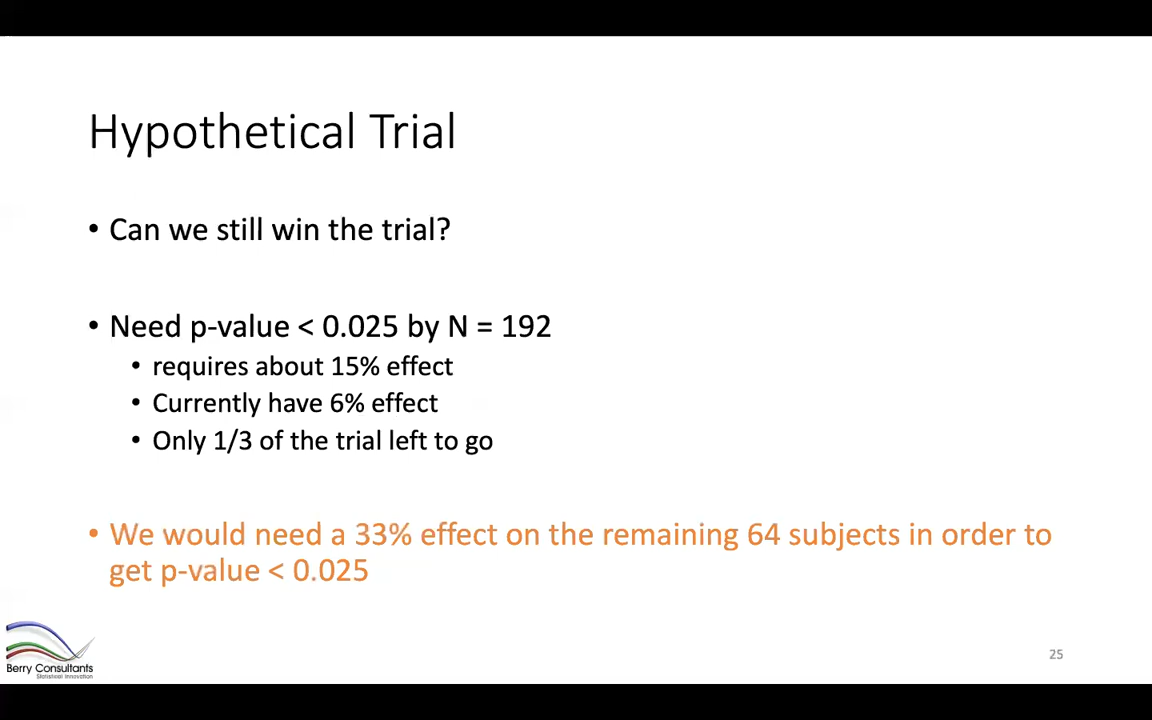 Hypothetical Trial
• Can we still win the trial?
• Need p-value < 0.025 by N = 192
• requires about 15% effect
• Currently have 6% effect
• Only 1/3 of the trial left to go
• We would need a 33% effect on the remaining 64 subjects in order to
get p-value < 0.025
Berry Consultants
Statistical Innovation
25